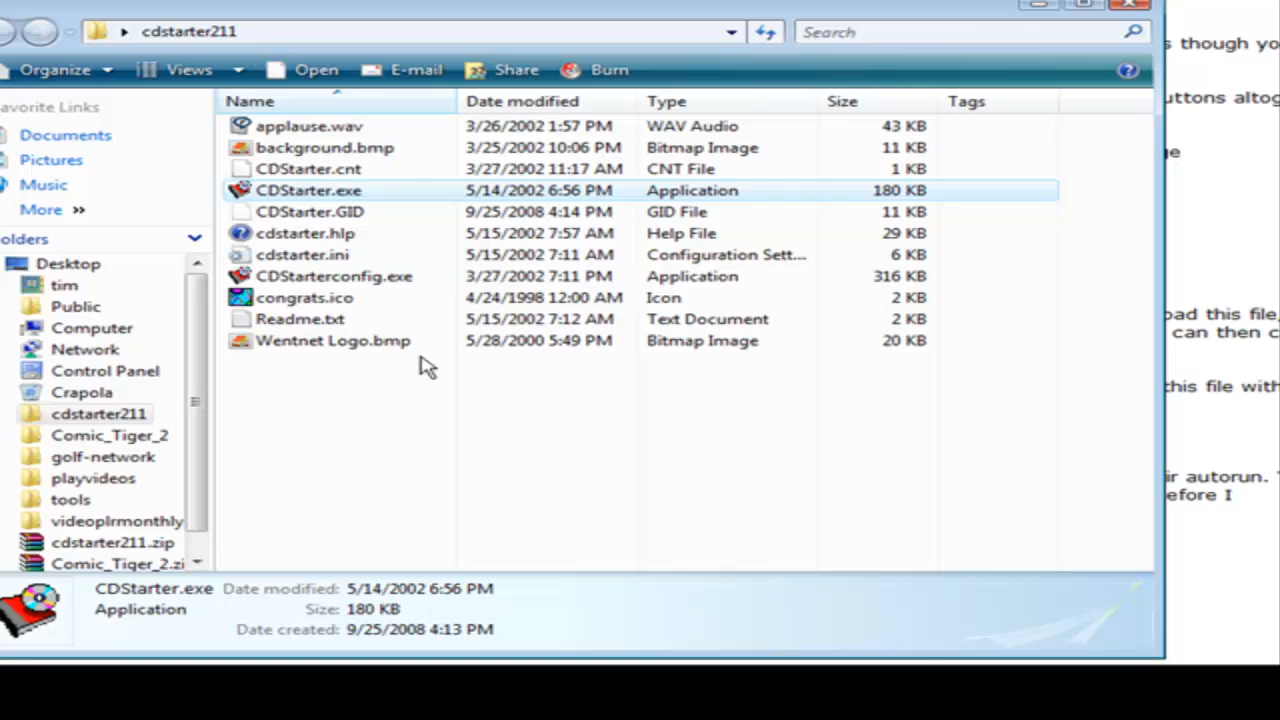 cdstarter211
Search
Organize Views Open E-mail Share Burn
avorite Links
Documents
Pictures
Music
More »
olders
Desktop
tim
Public
Computer
Network
Control Panel
Crapola
cdstarter211
Comic_Tiger_2
golf-network
playvideos
tools
videoplrmonthly
cdstarter211.zip
Comic_Tiger_2.zi
Name Date modified Type Size Tags
applause.wav 3/26/2002 1:57 PM WAV Audio 43 KB
background.bmp 3/25/2002 10:06 PM Bitmap Image 11 KB
CDStarter.cnt 3/27/2002 11:17 AM CNT File 1 KB
CDStarter.exe 5/14/2002 6:56 PM Application 180 KB
CDStarter.GID 9/25/2008 4:14 PM GID File 11 KB
cdstarter.hlp 5/15/2002 7:57 AM Help File 29 KB
cdstarter.ini 5/15/2002 7:11 AM Configuration Sett... 6 KB
CDStarterconfig.exe 3/27/2002 7:11 PM Application 316 KB
congrats.ico 4/24/1998 12:00 AM Icon 2 KB
Readme.txt 5/15/2002 7:12 AM Text Document 2 KB
Wentnet Logo.bmp 5/28/2000 5:49 PM Bitmap Image 20 KB
CDStarter.exe Date modified: 5/14/2002 6:56 PM
Application Size: 180 KB
Date created: 9/25/2008 4:13 PM
s though yo
uttons altog
ge
oad this file,
can then c
this file with
ir autorun. T
efore I